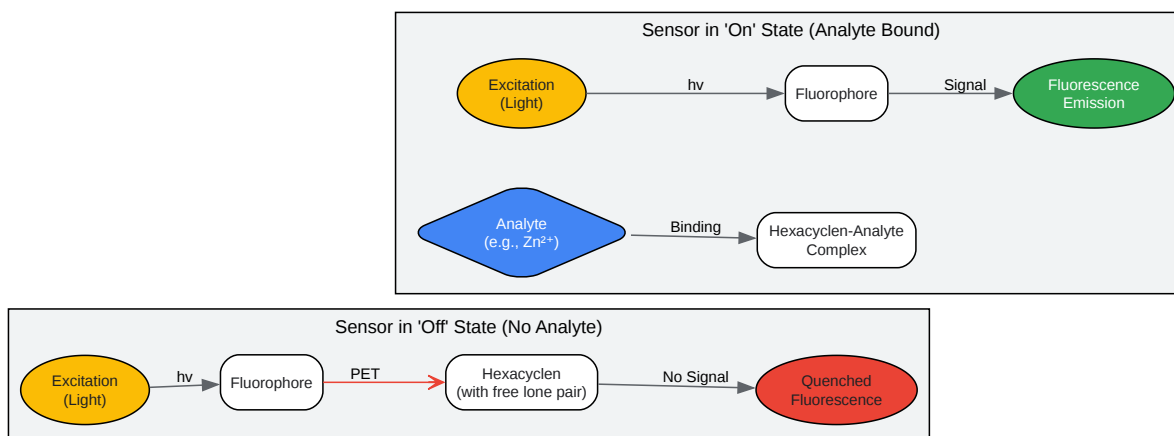 Sensor in 'On' State (Analyte Bound)
Excitation
(Light)
hv
Fluorophore
Signal
Fluorescence
Emission
Analyte
(e.g., Zn²⁺)
Binding
Hexacyclen-Analyte
Complex
Sensor in 'Off' State (No Analyte)
Excitation
(Light)
hv
Fluorophore
PET
Hexacyclen
(with free lone pair)
No Signal
Quenched
Fluorescence